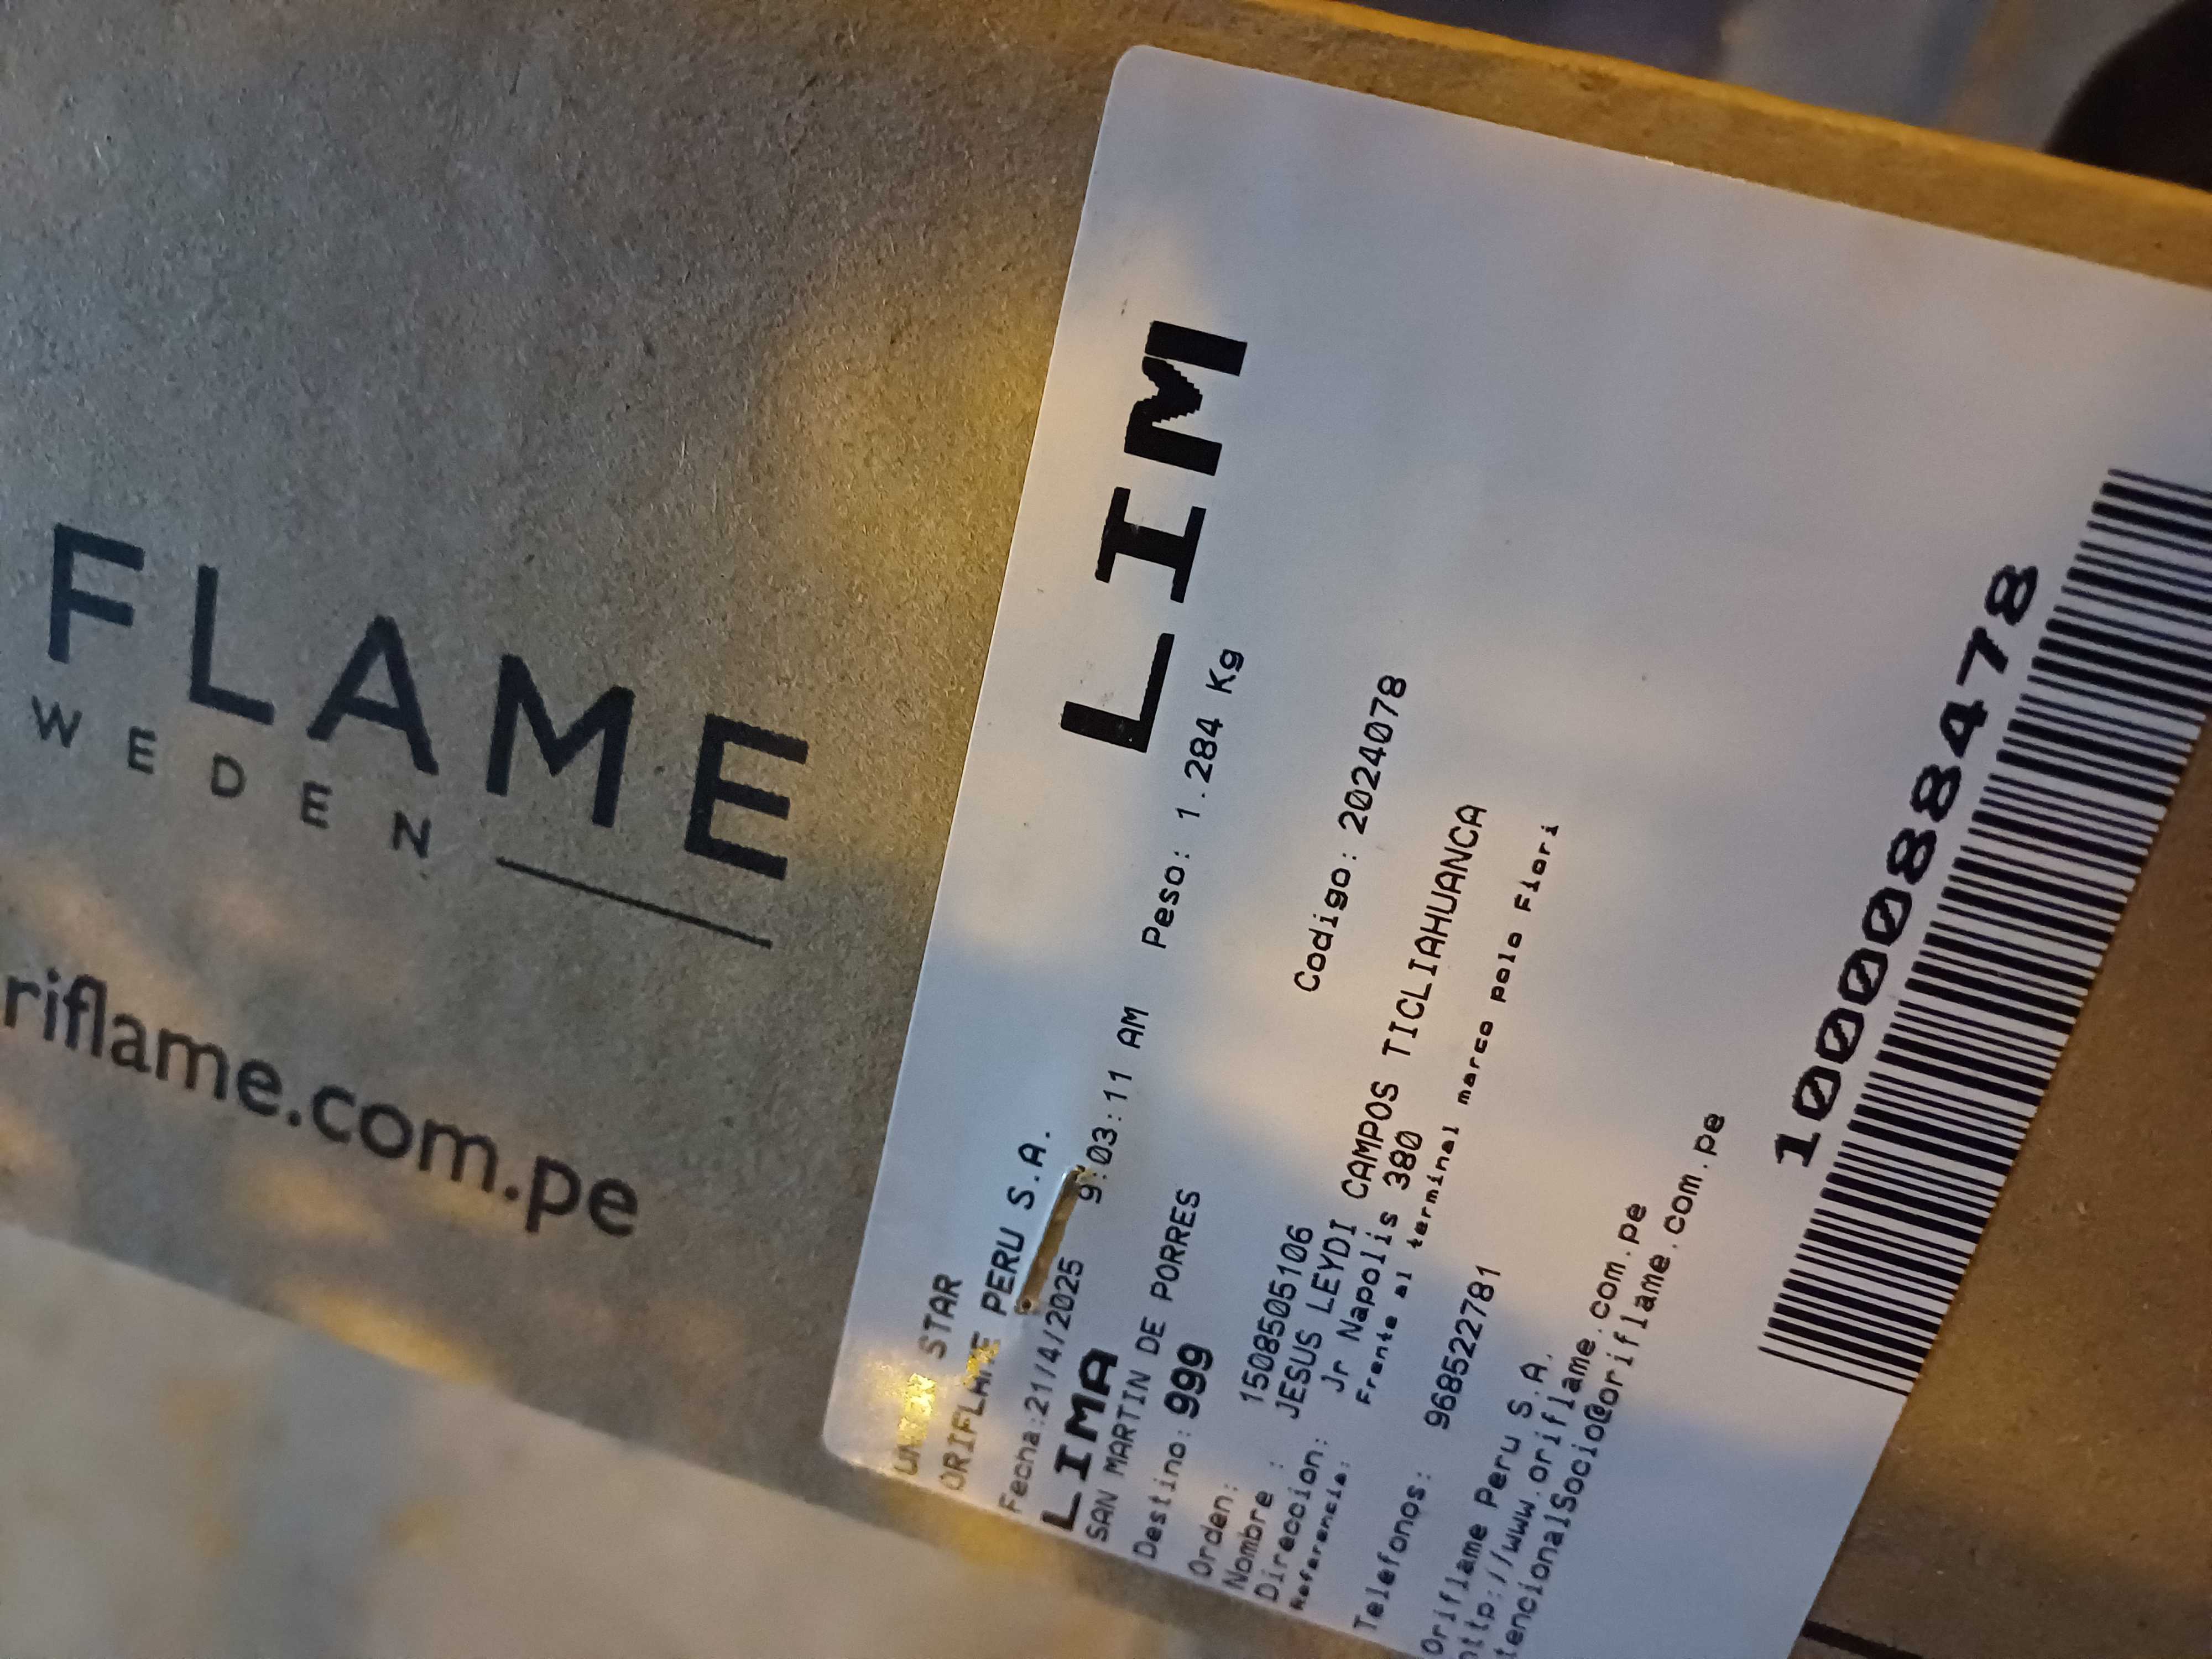 FLAME
WEDEN
riflame.com.pe
STAR
ORIFLAME PERU S.A.
Fecha:21/4/2025 9:03:11 AM Peso: 1.284 Kg
LIMA
LIM
SAN MARTIN DE PORRES
Destino: 999
Orden: 1508505106 Codigo: 2024078
Nombre : JESUS LEYDI CAMPOS TICLIAHUANCA
Direccion: Jr Napolis 380
Referencia: Frente al terminal marco polo Fiori
Telefonos: 968522781
Oriflame Peru S.A.
http://www.oriflame.com.pe
tencionalSocio@oriflame.com.pe
1000088478